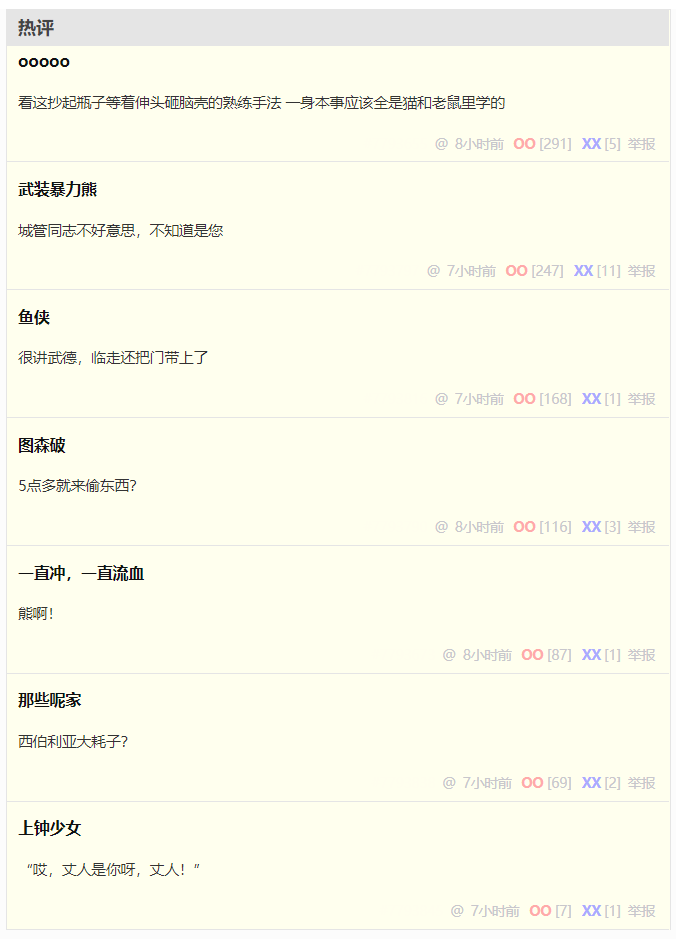 热评
ooooo
看这抄起瓶子等着伸头砸脑壳的熟练手法 一身本事应该全是猫和老鼠里学的
@ 8小时前 OO [291] XX [5] 举报
武装暴力熊
城管同志不好意思，不知道是您
@ 7小时前 OO [247] XX [11] 举报
鱼侠
很讲武德，临走还把门带上了
@ 7小时前 OO [168] XX [1] 举报
图森破
5点多就来偷东西？
@ 8小时前 OO [116] XX [3] 举报
一直冲，一直流血
熊啊！
@ 8小时前 OO [87] XX [1] 举报
那些呢家
西伯利亚大耗子？
@ 7小时前 OO [69] XX [2] 举报
上钟少女
“哎，丈人是你呀，丈人！”
@ 7小时前 OO [7] XX [1] 举报